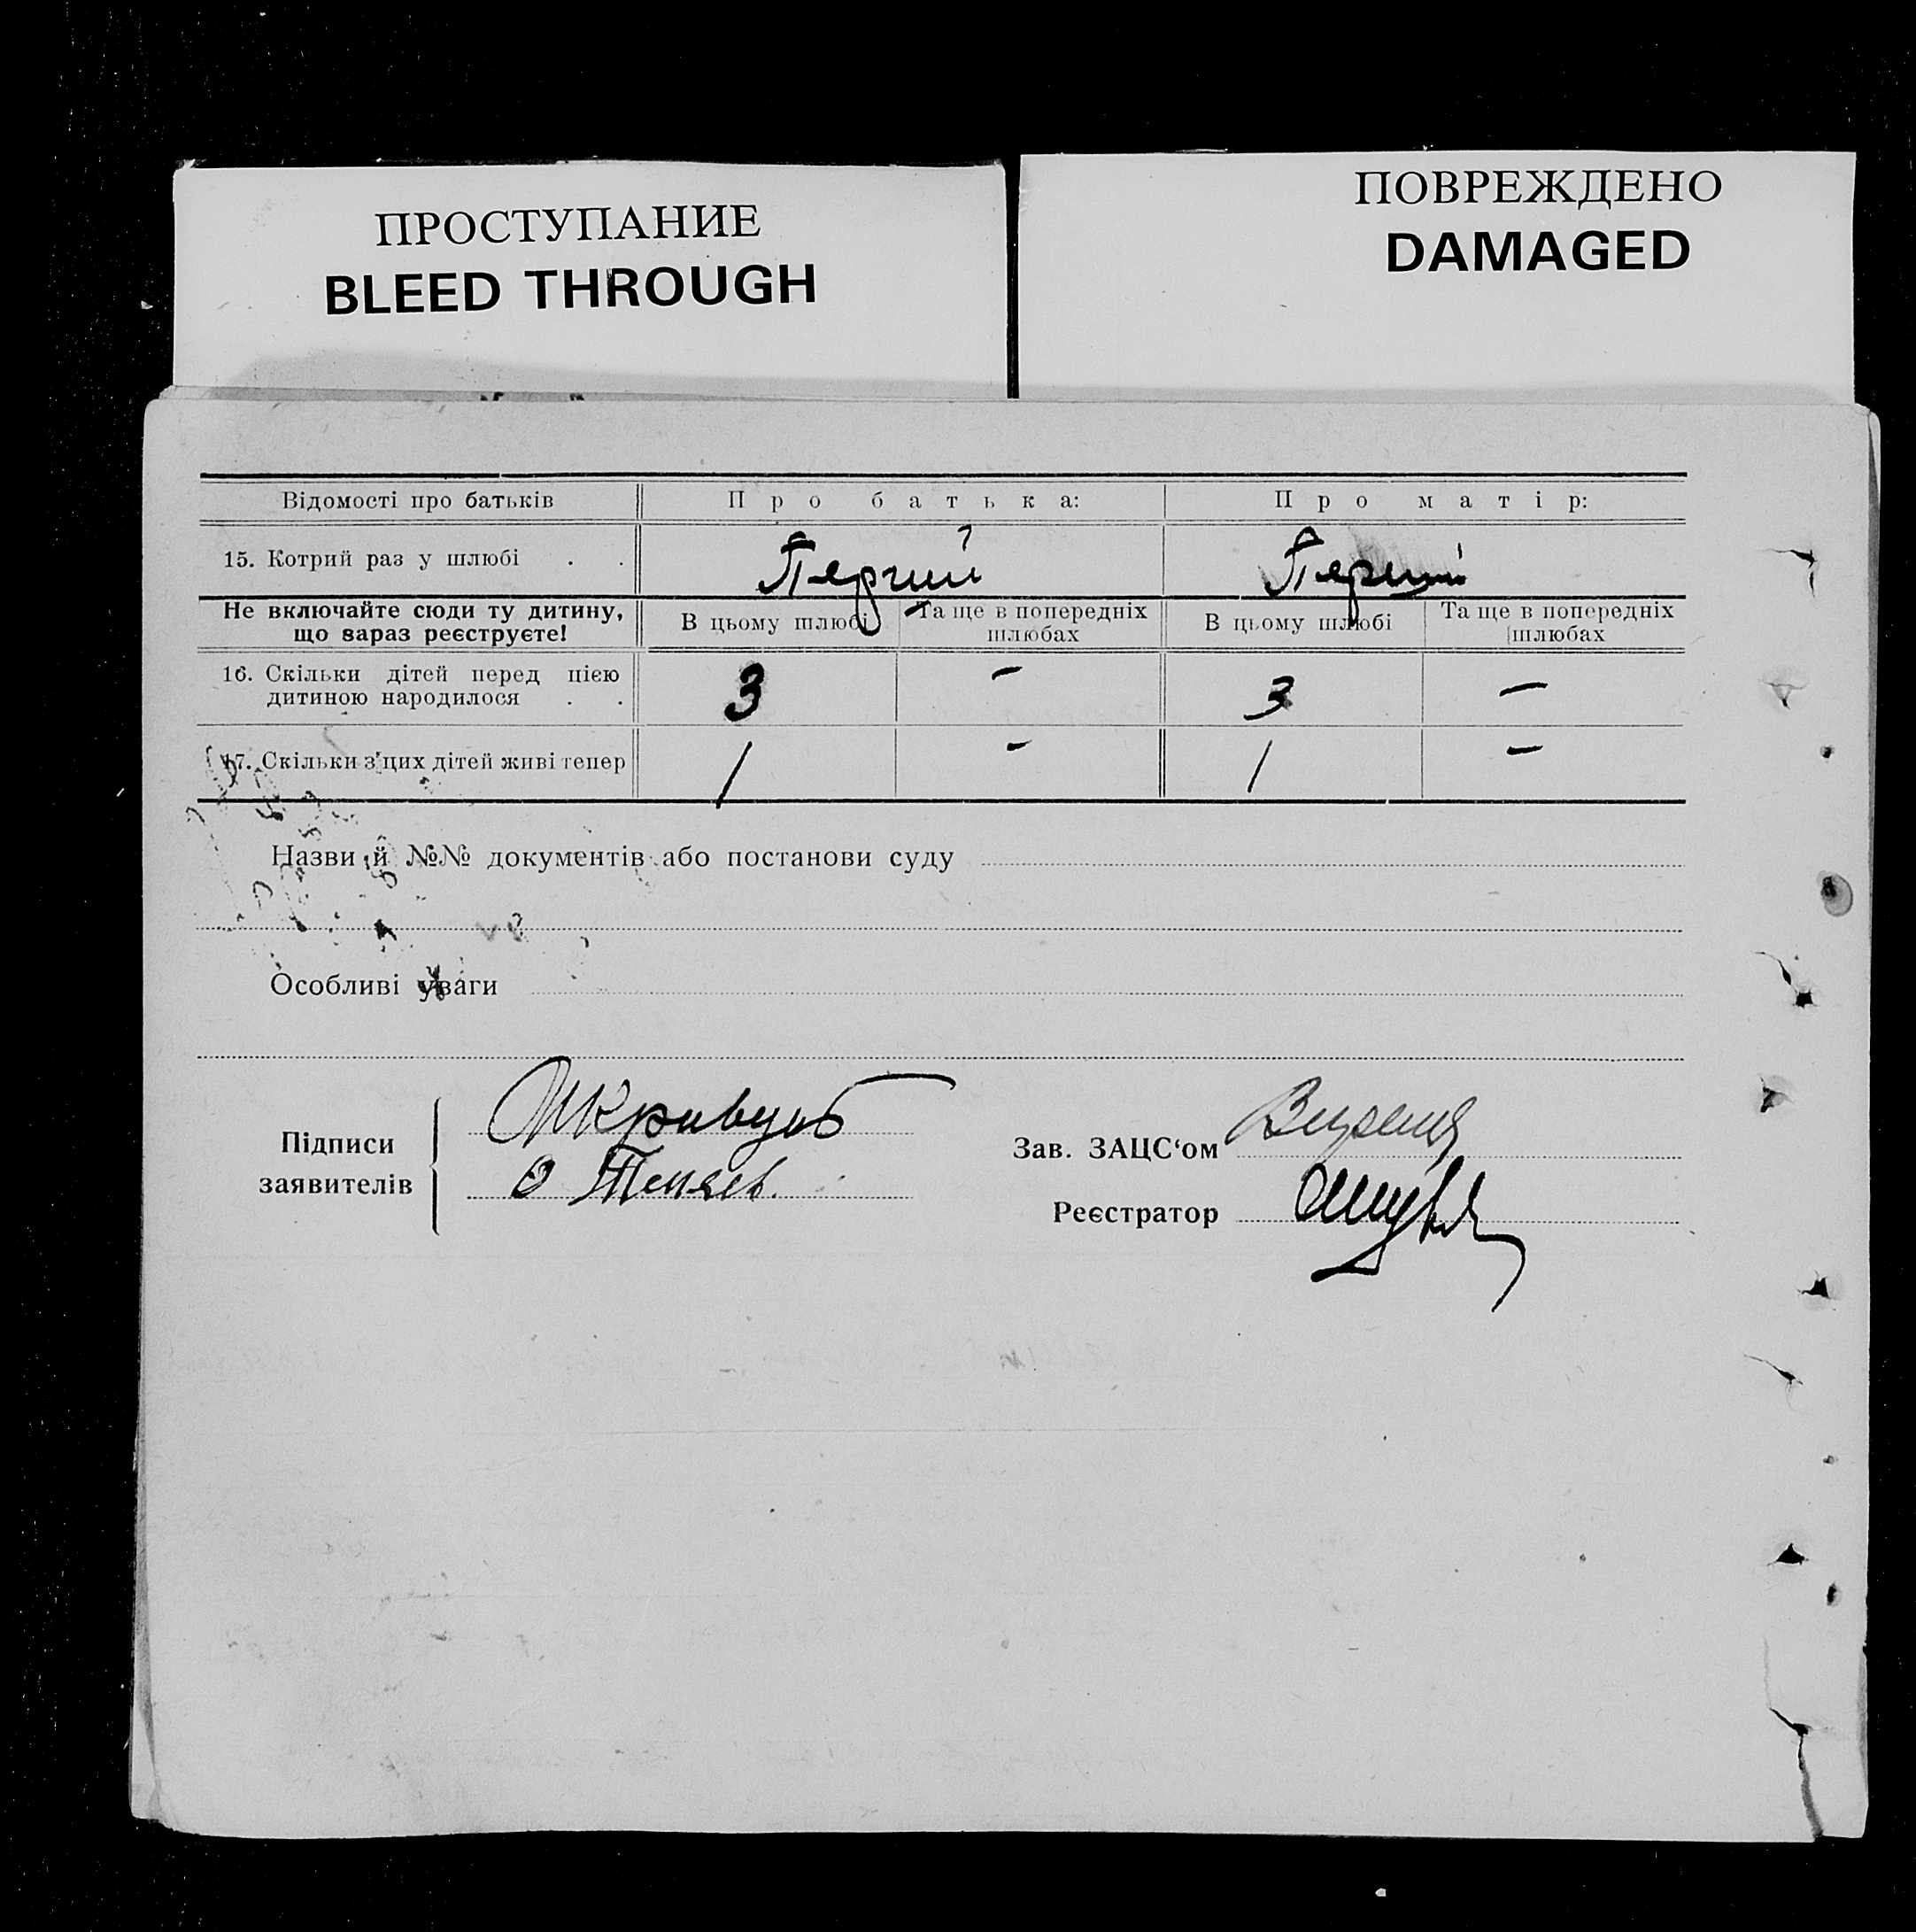 ПРОСТУПАНИЕ
BLEED THROUGH
ПОВРЕЖДЕНО
DAMAGED
Відомості про батьків Про батька: Про матір:
15. Котрий раз у шлюбі . . Перший Перший
Не включайте сюди ту дитину, що зараз реєструєте! В цьому шлюбі Та ще в попередніх шлюбах В цьому шлюбі Та ще в попередніх шлюбах
16. Скільки дітей перед цією дитиною народилося . . 3 – 3 –
17. Скільки з цих дітей живі тепер 1 – 1 –
Назви й №№ документів або постанови суду
Особливі уваги
Підписи заявителів
Зав. ЗАЦС‘ом
Реєстратор